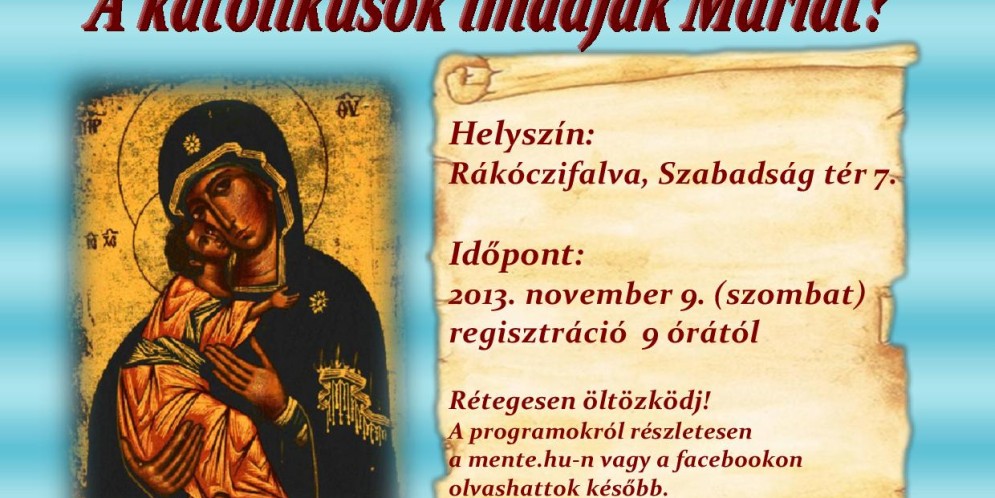 A katolikusok imádják Máriát?
Helyszín:
Rákóczifalva, Szabadság tér 7.
Időpont:
2013. november 9. (szombat)
regisztráció 9 órától
Rétegesen öltözködj!
A programokról részletesen
a mente.hu-n vagy a facebookon
olvashattok később.